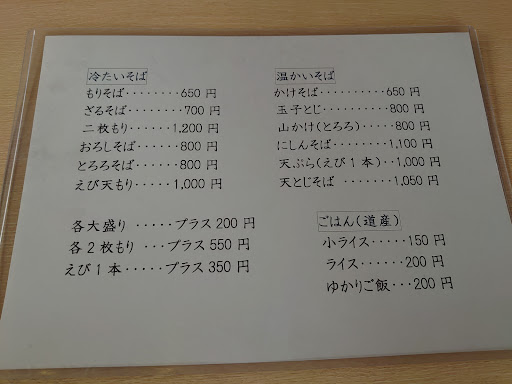 冷たいそば
もりそば・・・・・・・・650 円
ざるそば・・・・・・・・700 円
二枚もり・・・・・・1,200 円
おろしそば・・・・・・800 円
とろろそば・・・・・・800 円
えび天もり・・・・・1,000 円
各大盛り ・・・・・プラス 200 円
各2枚もり ・・・プラス 550 円
えび1本・・・・・プラス 350 円
温かいそば
かけそば・・・・・・・・・・650 円
玉子とじ・・・・・・・・・800 円
山かけ(とろろ)・・・・・800 円
にしんそば・・・・・・・1,100 円
天ぷら(えび1本)・・1,000 円
天とじそば ・・・・・・・1,050 円
ごはん(道産)
小ライス・・・・・150 円
ライス・・・・・・200 円
ゆかりご飯・・・200 円